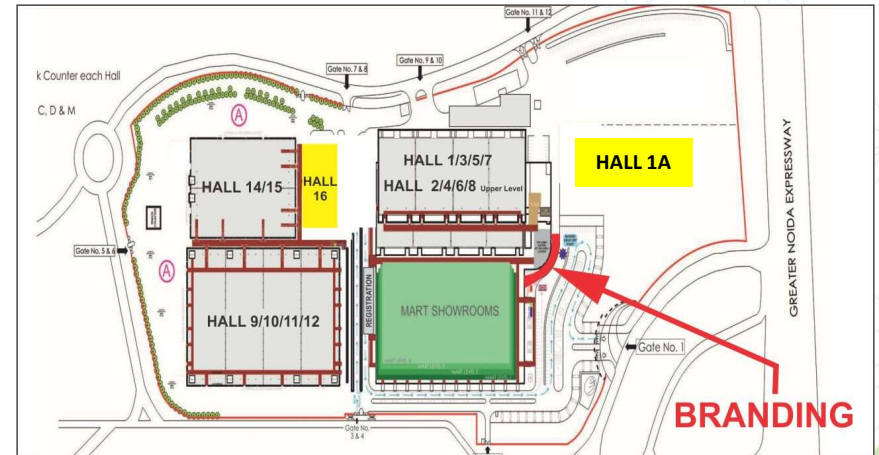 Gate No. 11 & 12
Gate No. 9 & 10
Gate No. 7 & 8
k Counter each Hall
C, D & M
A
HALL 1/3/5/7
HALL 2/4/6/8 Upper Level
HALL 1A
HALL 14/15
HALL
16
GREATER NOIDA EXPRESSWAY
Gate No. 5 & 6
A
REGISTRATION
MART SHOWROOMS
HALL 9/10/11/12
Gate No. 1
BRANDING
Gate No.
3 & 4